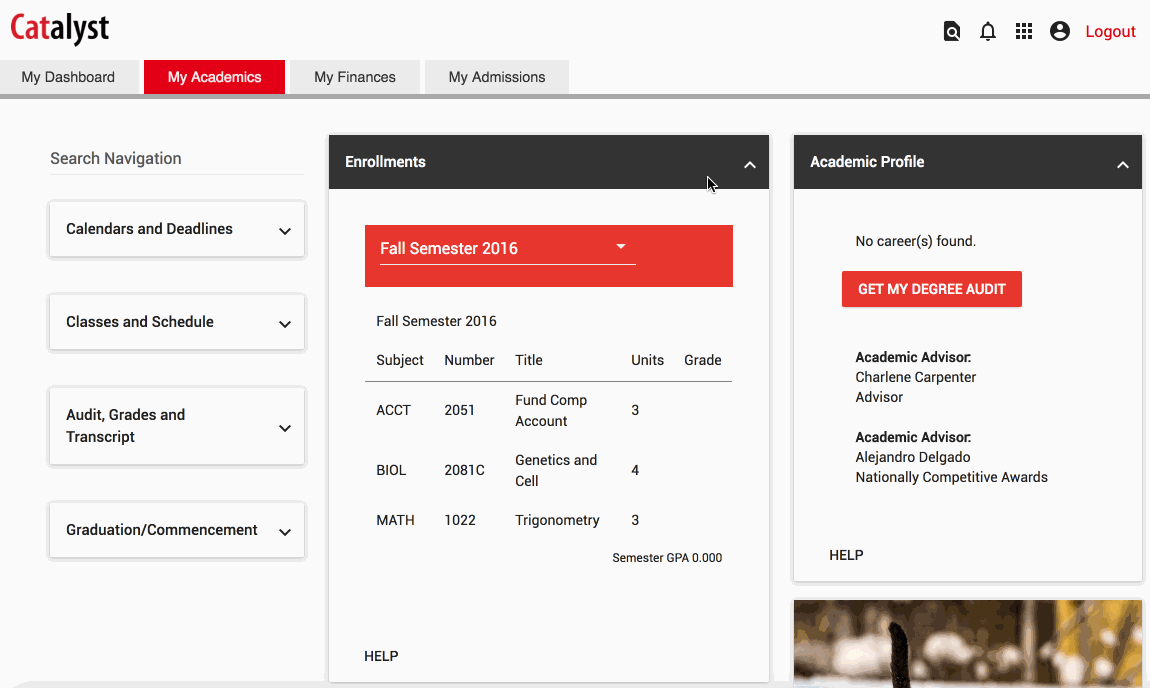 Catalyst
Logout
My Dashboard
My Academics
My Finances
My Admissions
Search Navigation
Calendars and Deadlines
Classes and Schedule
Audit, Grades and
Transcript
Graduation/Commencement
Enrollments
Fall Semester 2016
Fall Semester 2016
Subject Number Title Units Grade
ACCT 2051 Fund Comp Account 3
BIOL 2081C Genetics and Cell 4
MATH 1022 Trigonometry 3
Semester GPA 0.000
HELP
Academic Profile
No career(s) found.
GET MY DEGREE AUDIT
Academic Advisor:
Charlene Carpenter
Advisor
Academic Advisor:
Alejandro Delgado
Nationally Competitive Awards
HELP